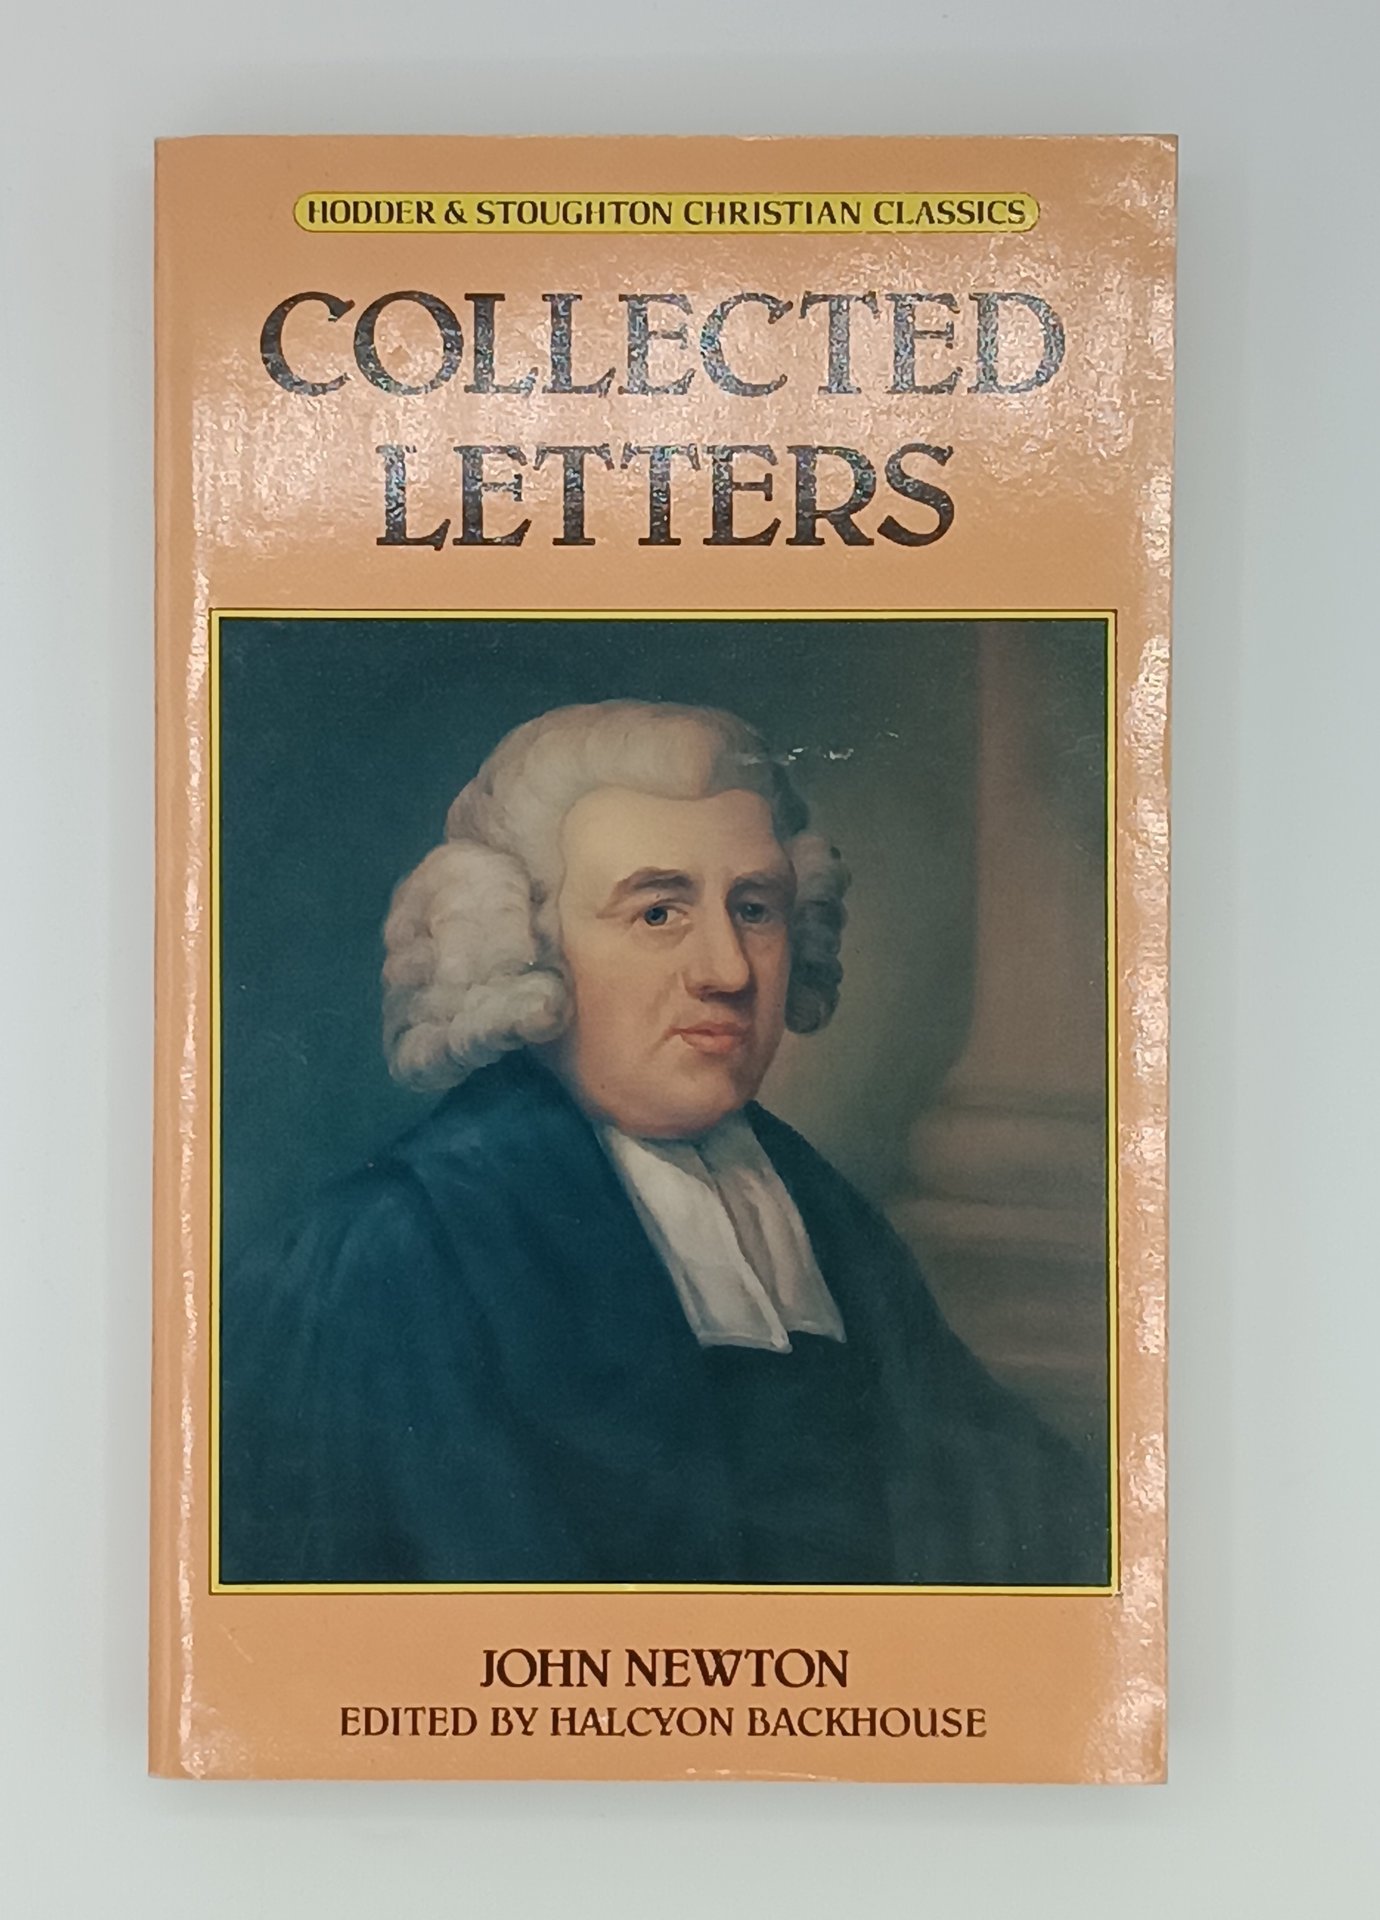 HODDER & STOUGHTON CHRISTIAN CLASSICS
COLLECTED
LETTERS
JOHN NEWTON
EDITED BY HALCYON BACKHOUSE